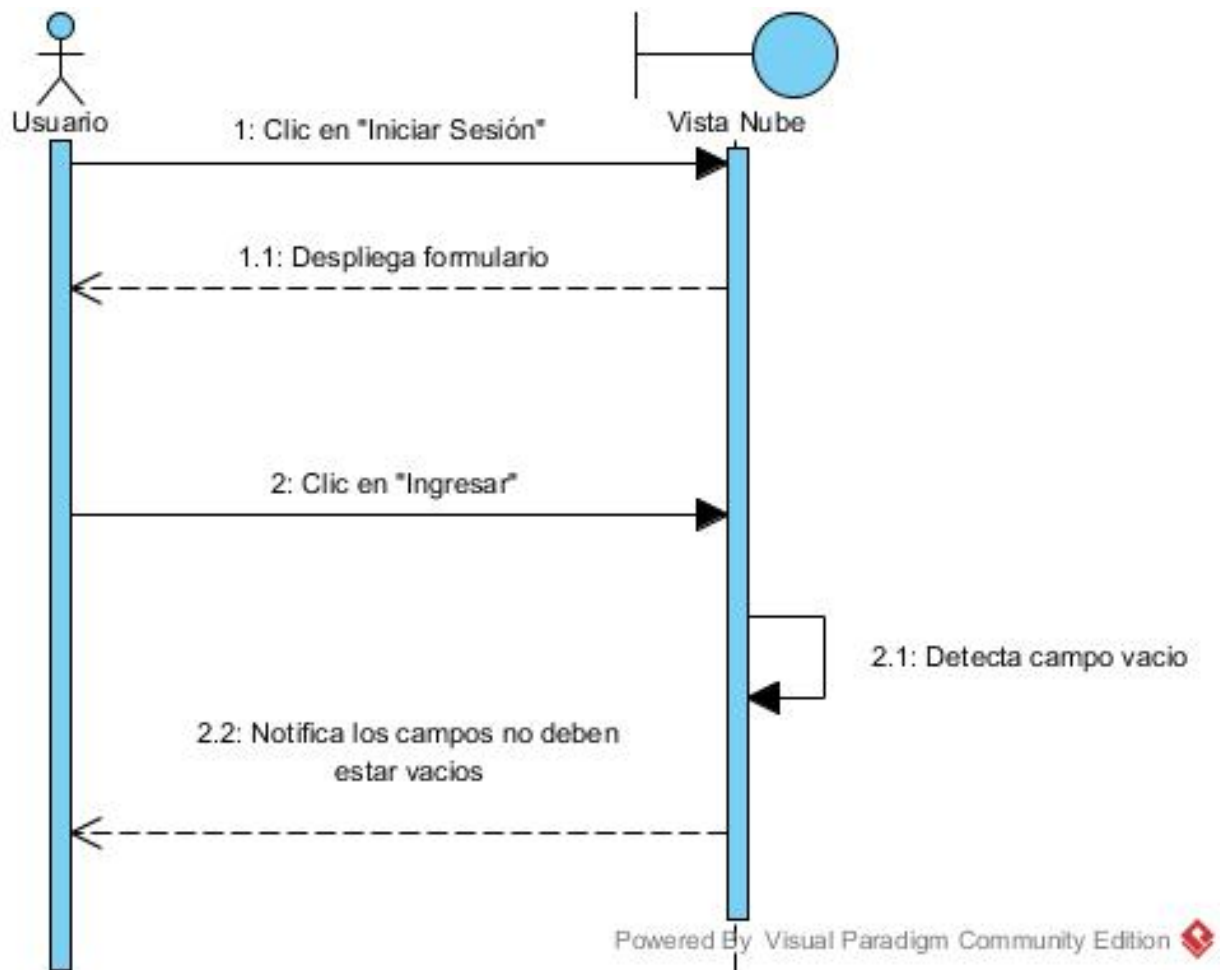 Usuario
Vista Nube
1: Clic en "Iniciar Sesión"
1.1: Despliega formulario
2: Clic en "Ingresar"
2.1: Detecta campo vacio
2.2: Notifica los campos no deben
estar vacios
Powered By Visual Paradigm Community Edition